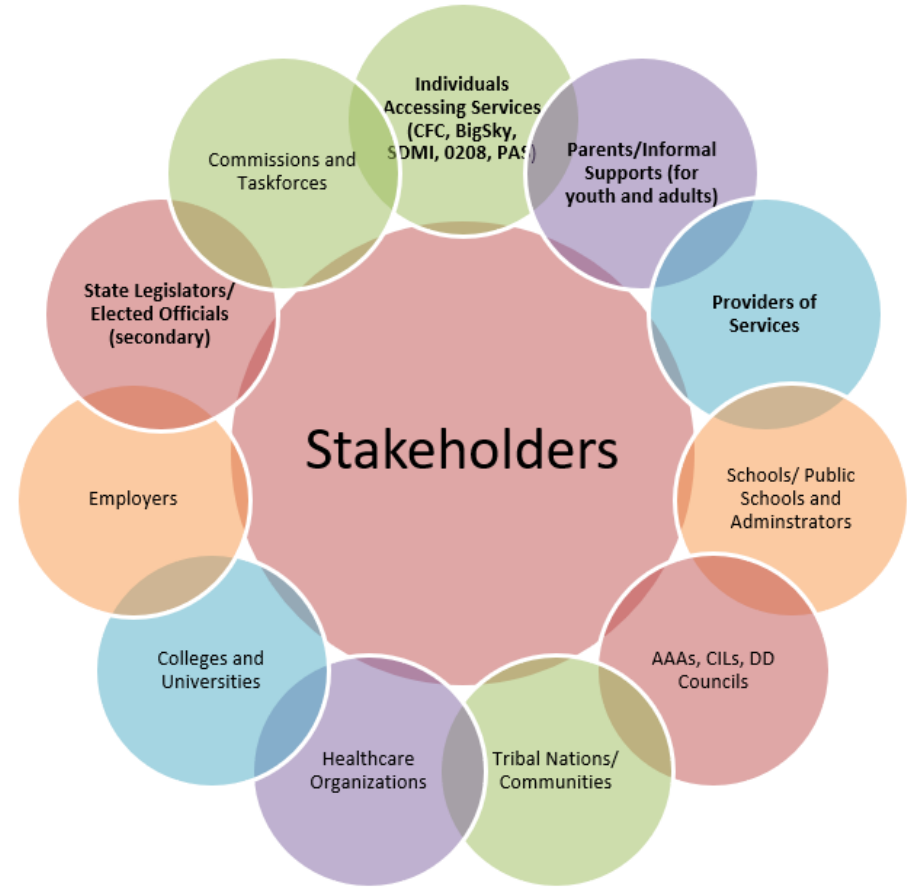 Individuals
Accessing Services
(CFC, BigSky,
SDMI, 0208, PAS)
Parents/Informal
Supports (for
youth and adults)
Providers of
Services
Schools/ Public
Schools and
Adminstrators
AAAs, CILs, DD
Councils
Tribal Nations/
Communities
Healthcare
Organizations
Colleges and
Universities
Employers
State Legislators/
Elected Officials
(secondary)
Commissions and
Taskforces
Stakeholders